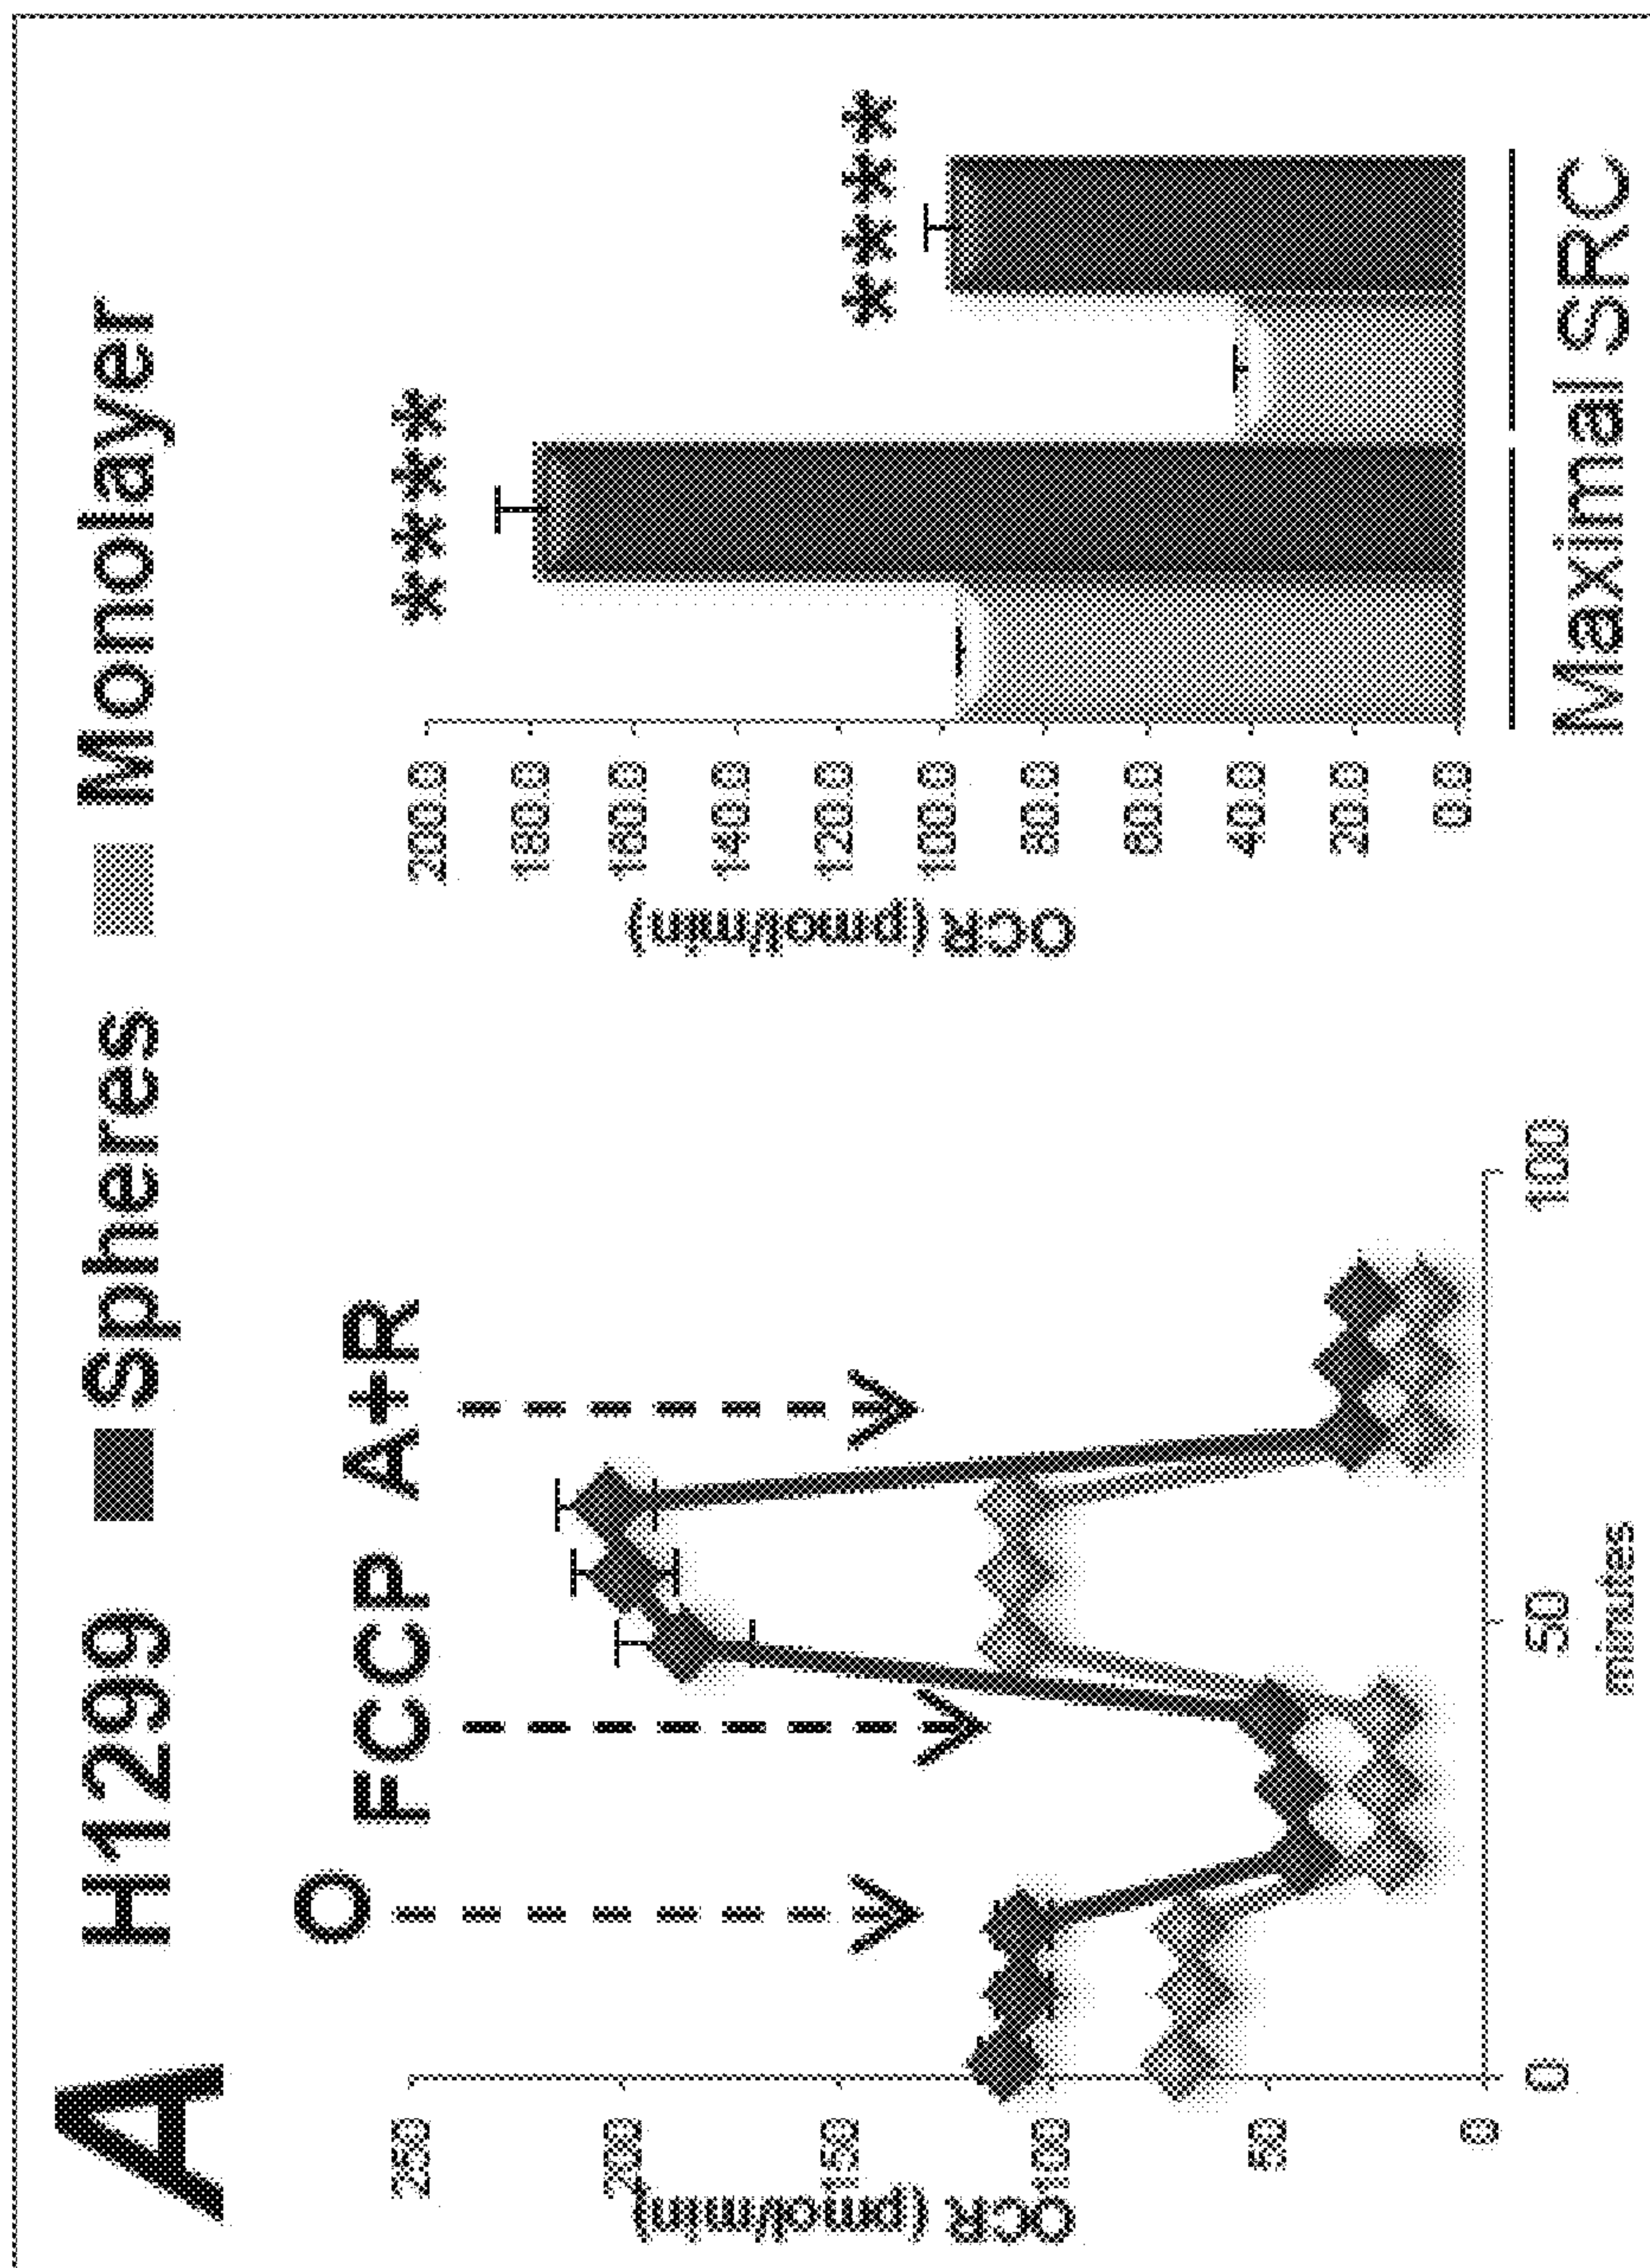 A H1299 Spheres Monolayer
O FCCP A+R
OCR (pmol/min)
250
200
150
100
50
0
0 50 100
minutes
OCR (pmol/min)
200.0
180.0
160.0
140.0
120.0
100.0
80.0
60.0
40.0
20.0
0.0
****
****
Maximal SRC